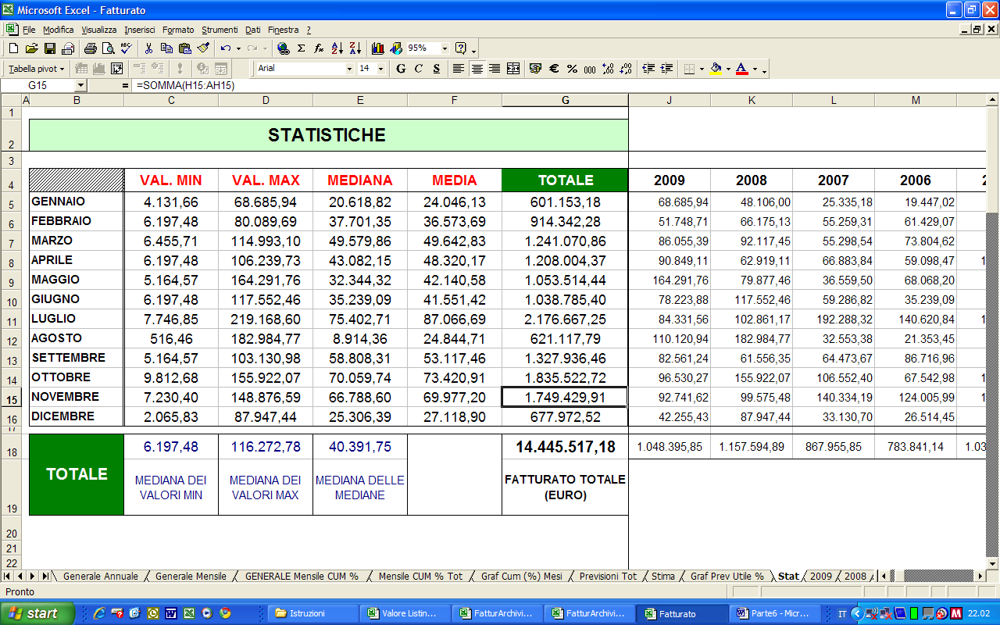 Microsoft Excel - Fatturato
File Modifica Visualizza Inserisci Formato Strumenti Dati Finestra ?
95%
Tabella pivot Arial 14 G C S € % 000
G15 = =SOMMA(H15:AH15)
A B C D E F G J K L M
1
2 STATISTICHE
3
4 VAL. MIN VAL. MAX MEDIANA MEDIA TOTALE 2009 2008 2007 2006
5 GENNAIO 4.131,66 68.685,94 20.618,82 24.046,13 601.153,18 68.685,94 48.106,00 25.335,18 19.447,02
6 FEBBRAIO 6.197,48 80.089,69 37.701,35 36.573,69 914.342,28 51.748,71 66.175,13 55.259,31 61.429,07
7 MARZO 6.455,71 114.993,10 49.579,86 49.642,83 1.241.070,86 86.055,39 92.117,45 55.298,54 73.804,62
8 APRILE 6.197,48 106.239,73 43.082,15 48.320,17 1.208.004,37 90.849,11 62.919,11 66.883,84 59.098,47
9 MAGGIO 5.164,57 164.291,76 32.344,32 42.140,58 1.053.514,44 164.291,76 79.877,46 36.559,50 68.068,20
10 GIUGNO 6.197,48 117.552,46 35.239,09 41.551,42 1.038.785,40 78.223,88 117.552,46 59.286,82 35.239,09
11 LUGLIO 7.746,85 219.168,60 75.402,71 87.066,69 2.176.667,25 84.331,56 102.861,17 192.288,32 140.620,84
12 AGOSTO 516,46 182.984,77 8.914,36 24.844,71 621.117,79 110.120,94 182.984,77 32.553,38 21.353,45
13 SETTEMBRE 5.164,57 103.130,98 58.808,31 53.117,46 1.327.936,46 82.561,24 61.556,35 64.473,67 86.716,96
14 OTTOBRE 9.812,68 155.922,07 70.059,74 73.420,91 1.835.522,72 96.530,27 155.922,07 106.552,40 67.542,98
15 NOVEMBRE 7.230,40 148.876,59 66.788,60 69.977,20 1.749.429,91 92.741,62 99.575,48 140.334,19 124.005,99
16 DICEMBRE 2.065,83 87.947,44 25.306,39 27.118,90 677.972,52 42.255,43 87.947,44 33.130,70 26.514,45
17
18 6.197,48 116.272,78 40.391,75 14.445.517,18 1.048.395,85 1.157.594,89 867.955,85 783.841,14 1.03
TOTALE
19 MEDIANA DEI VALORI MIN MEDIANA DEI VALORI MAX MEDIANA DELLE MEDIANE FATTURATO TOTALE (EURO)
20
21
22
Generale Annuale Generale Mensile GENERALE Mensile CUM % Mensile CUM % Tot Graf Cum (%) Mesi Previsioni Tot Stima Graf Prev Utile % Stat 2009 2008
Pronto
start Istruzioni Valore Listin... FatturArchivi... FatturArchivi... Fatturato Parte6 - Micr... IT 22.02